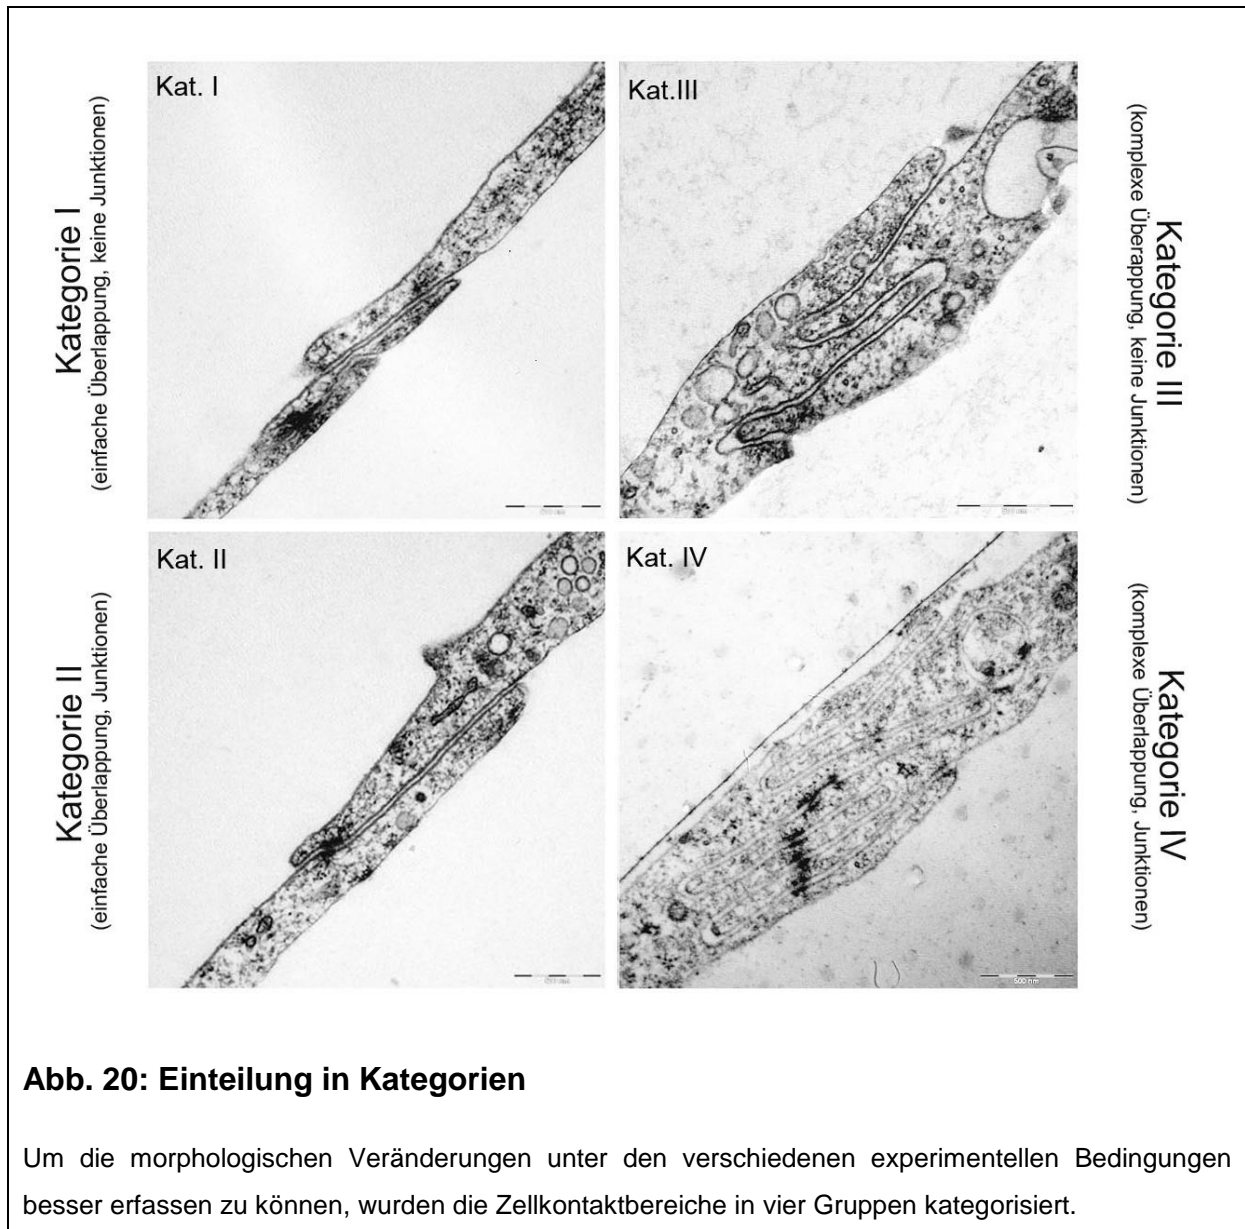 Kategorie I
(einfache Überlappung, keine Junktionen)
Kat. I
Kat.III
Kategorie III
(komplexe Überappung, keine Junktionen)
Kategorie II
(einfache Überlappung, Junktionen)
Kat. II
Kat. IV
500 nm
Kategorie IV
(komplexe Überlappung, Junktionen)
Abb. 20: Einteilung in Kategorien
Um die morphologischen Veränderungen unter den verschiedenen experimentellen Bedingungen
besser erfassen zu können, wurden die Zellkontaktbereiche in vier Gruppen kategorisiert.